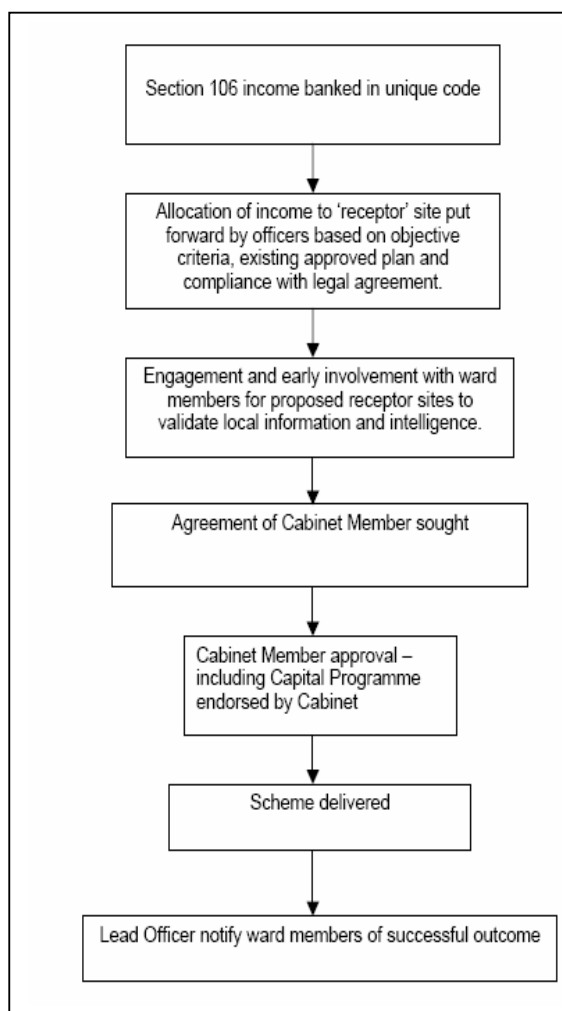 Section 106 income banked in unique code
Allocation of income to ‘receptor’ site put
forward by officers based on objective
criteria, existing approved plan and
compliance with legal agreement.
Engagement and early involvement with ward
members for proposed receptor sites to
validate local information and intelligence.
Agreement of Cabinet Member sought
Cabinet Member approval –
including Capital Programme
endorsed by Cabinet
Scheme delivered
Lead Officer notify ward members of successful outcome